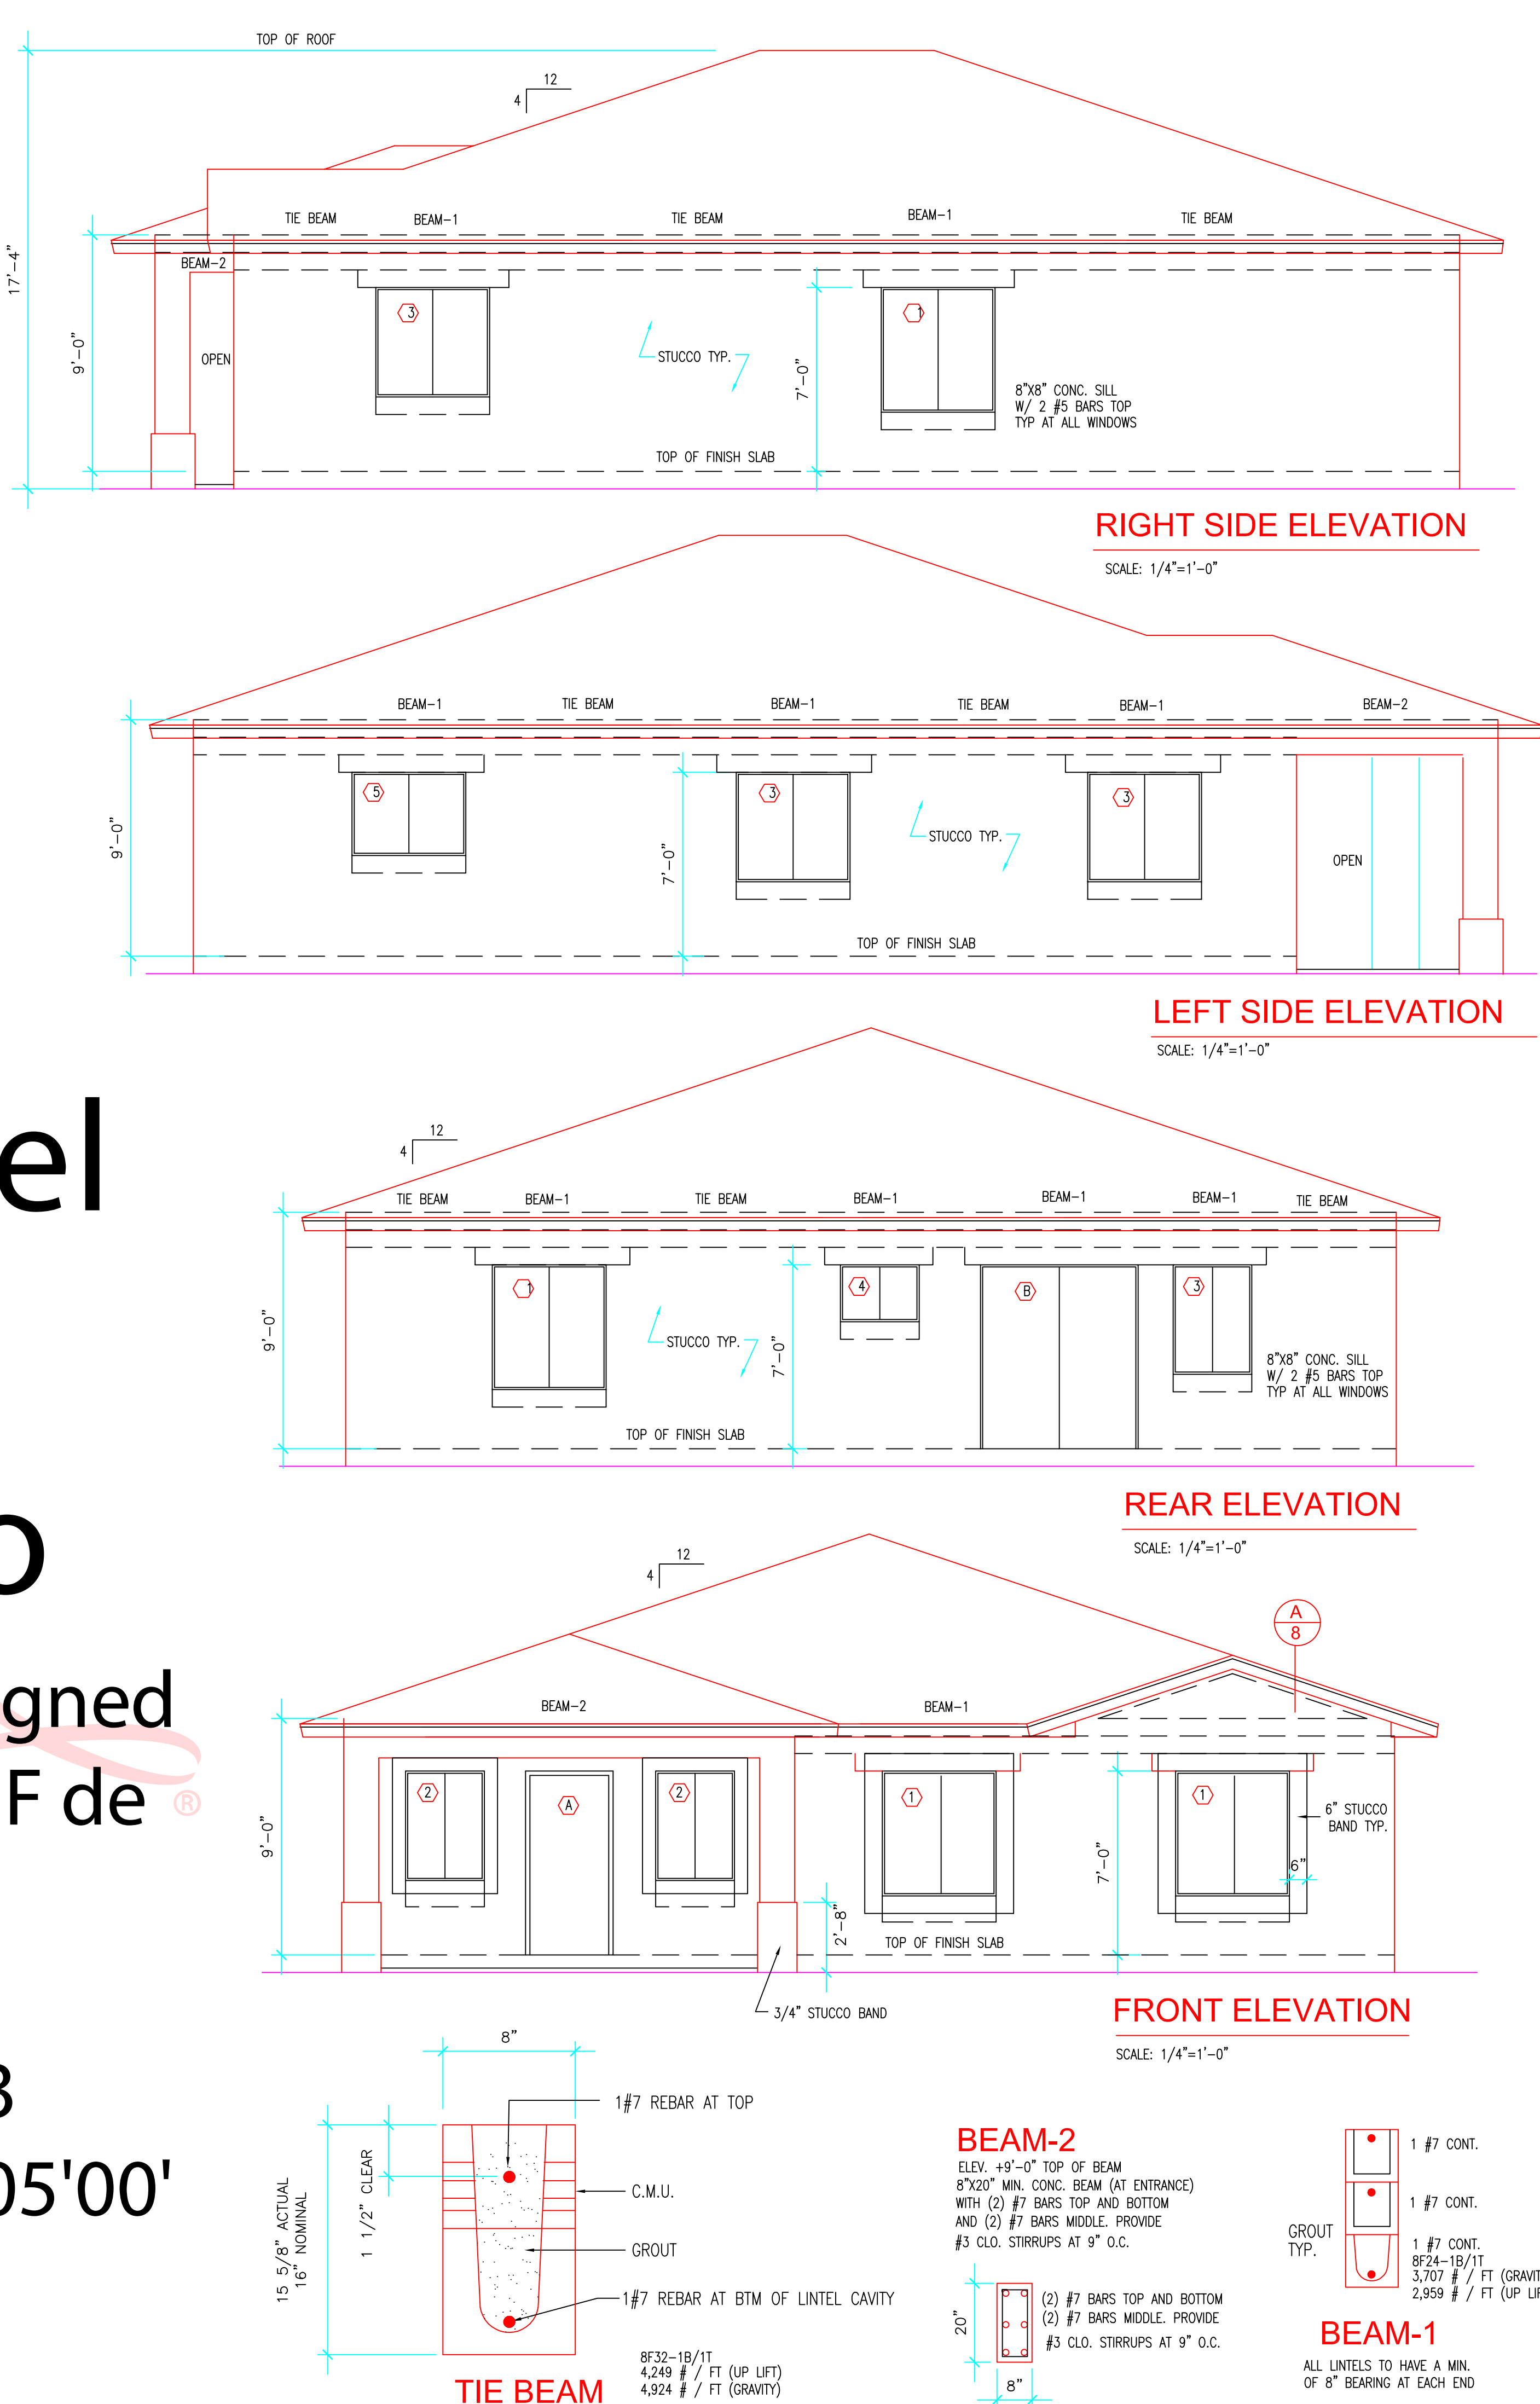 TOP OF ROOF
12
4
TIE BEAM
BEAM-1
TIE BEAM
BEAM-1
TIE BEAM
17'-4"
BEAM-2
3
1
OPEN
9'-0"
STUCCO TYP.
7'-0"
8"X8" CONC. SILL
W/ 2 #5 BARS TOP
TYP AT ALL WINDOWS
TOP OF FINISH SLAB
RIGHT SIDE ELEVATION
SCALE: 1/4"=1'-0"
BEAM-1
TIE BEAM
BEAM-1
TIE BEAM
BEAM-1
BEAM-2
5
3
3
9'-0"
STUCCO TYP.
7'-0"
OPEN
TOP OF FINISH SLAB
LEFT SIDE ELEVATION
SCALE: 1/4"=1'-0"
el
12
4
TIE BEAM
BEAM-1
TIE BEAM
BEAM-1
BEAM-1
BEAM-1
TIE BEAM
1
4
B
3
9'-0"
STUCCO TYP.
7'-0"
8"X8" CONC. SILL
W/ 2 #5 BARS TOP
TYP AT ALL WINDOWS
TOP OF FINISH SLAB
REAR ELEVATION
SCALE: 1/4"=1'-0"
o
12
4
A
8
gned
BEAM-2
BEAM-1
F de ®
2
A
2
1
1
6" STUCCO
BAND TYP.
9'-0"
7'-0"
6"
2'-8"
TOP OF FINISH SLAB
3/4" STUCCO BAND
FRONT ELEVATION
SCALE: 1/4"=1'-0"
05'00'
8"
1#7 REBAR AT TOP
1 1/2" CLEAR
15 5/8" ACTUAL
16" NOMINAL
C.M.U.
GROUT
1#7 REBAR AT BTM OF LINTEL CAVITY
8F32-1B/1T
4,249 # / FT (UP LIFT)
4,924 # / FT (GRAVITY)
TIE BEAM
BEAM-2
ELEV. +9'-0" TOP OF BEAM
8"X20" MIN. CONC. BEAM (AT ENTRANCE)
WITH (2) #7 BARS TOP AND BOTTOM
AND (2) #7 BARS MIDDLE. PROVIDE
#3 CLO. STIRRUPS AT 9" O.C.
20"
(2) #7 BARS TOP AND BOTTOM
(2) #7 BARS MIDDLE. PROVIDE
#3 CLO. STIRRUPS AT 9" O.C.
8"
1 #7 CONT.
1 #7 CONT.
GROUT
TYP.
1 #7 CONT.
8F24-1B/1T
3,707 # / FT (GRAVIT
2,959 # / FT (UP LI
BEAM-1
ALL LINTELS TO HAVE A MIN.
OF 8" BEARING AT EACH END